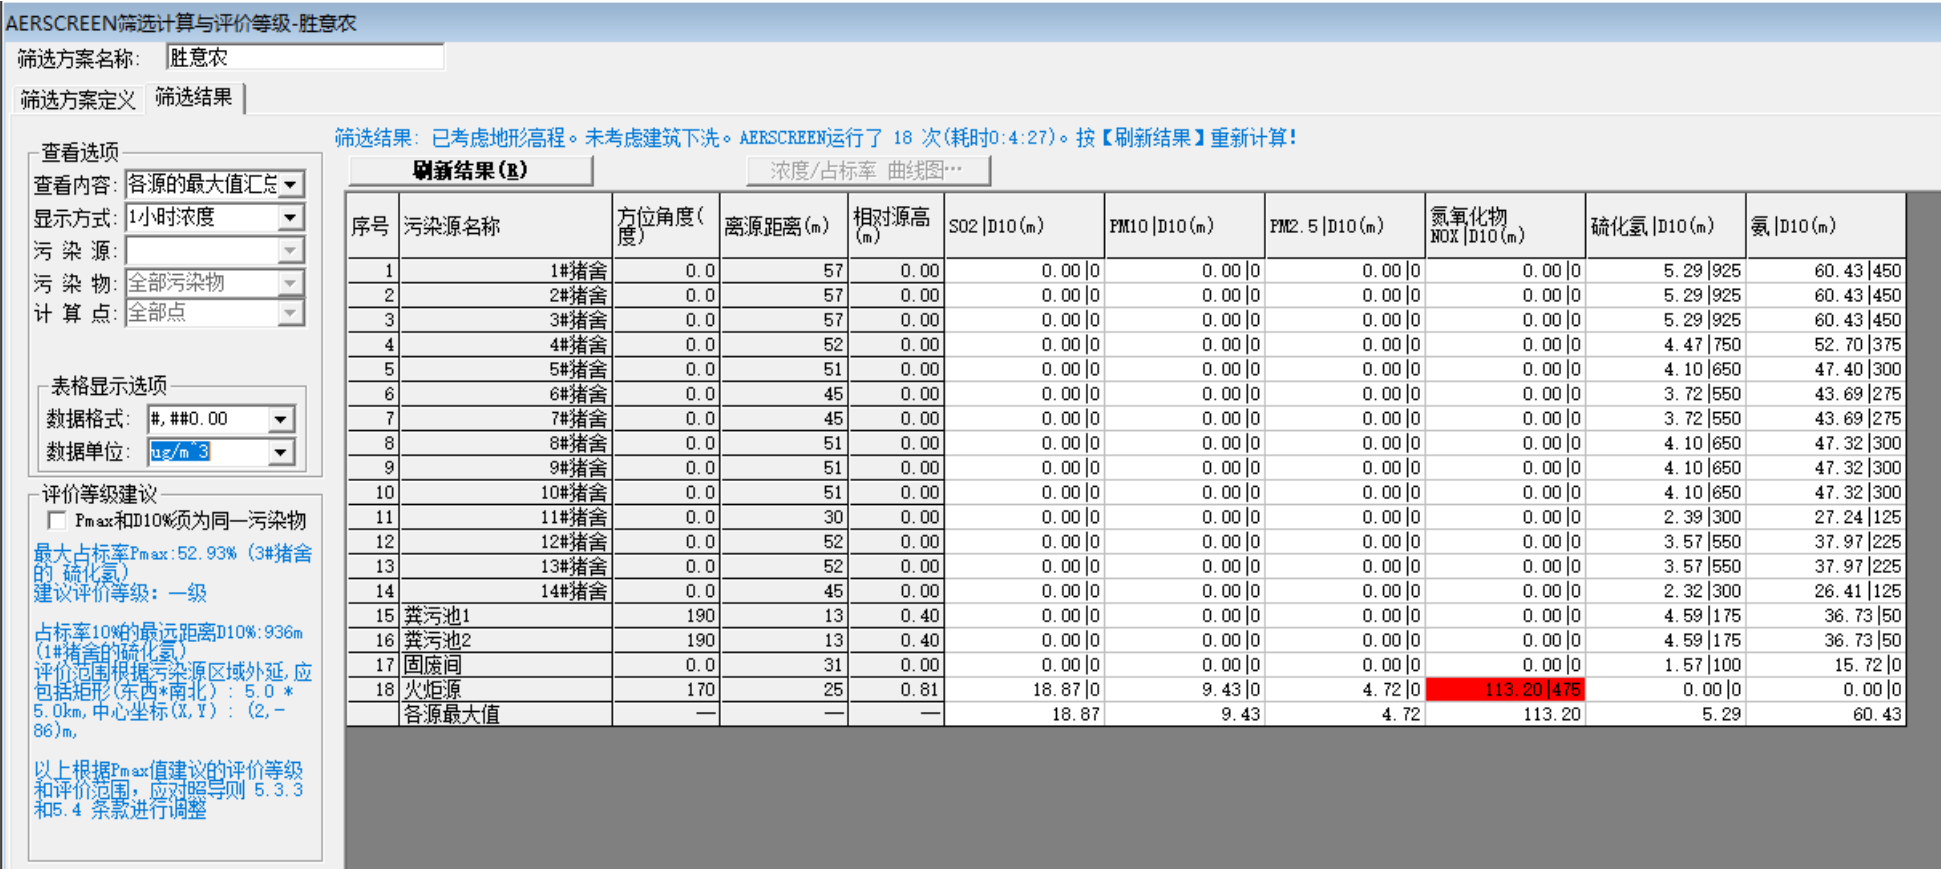 AERSCREEN筛选计算与评价等级-胜意农
筛选方案名称: 胜意农
筛选方案定义 筛选结果
筛选结果: 已考虑地形高程。未考虑建筑下洗。AERSCREEN运行了 18 次(耗时0:4:27)。按【刷新结果】重新计算!
刷新结果(R) 浓度/占标率 曲线图…
查看选项
查看内容: 各源的最大值汇总
显示方式: 1小时浓度
污 染 源:
污 染 物: 全部污染物
计 算 点: 全部点
表格显示选项
数据格式: #,##0.00
数据单位: ug/m^3
评价等级建议
Pmax和D10%须为同一污染物
最大占标率Pmax:52.93% (3#猪舍
的 硫化氢)
建议评价等级: 一级
占标率10%的最远距离D10%:936m
(1#猪舍的硫化氢)
评价范围根据污染源区域外延,应
包括矩形(东西*南北): 5.0 *
5.0km,中心坐标(X,Y): (2,-
86)m,
以上根据Pmax值建议的评价等级
和评价范围,应对照导则 5.3.3
和5.4 条款进行调整
序号 污染源名称 方位角度(度) 离源距离(m) 相对源高(m) SO2|D10(m) PM10|D10(m) PM2.5|D10(m) 氮氧化物NOX|D10(m) 硫化氢|D10(m) 氨|D10(m)
1 1#猪舍 0.0 57 0.00 0.00|0 0.00|0 0.00|0 0.00|0 5.29|925 60.43|450
2 2#猪舍 0.0 57 0.00 0.00|0 0.00|0 0.00|0 0.00|0 5.29|925 60.43|450
3 3#猪舍 0.0 57 0.00 0.00|0 0.00|0 0.00|0 0.00|0 5.29|925 60.43|450
4 4#猪舍 0.0 52 0.00 0.00|0 0.00|0 0.00|0 0.00|0 4.47|750 52.70|375
5 5#猪舍 0.0 51 0.00 0.00|0 0.00|0 0.00|0 0.00|0 4.10|650 47.40|300
6 6#猪舍 0.0 45 0.00 0.00|0 0.00|0 0.00|0 0.00|0 3.72|550 43.69|275
7 7#猪舍 0.0 45 0.00 0.00|0 0.00|0 0.00|0 0.00|0 3.72|550 43.69|275
8 8#猪舍 0.0 51 0.00 0.00|0 0.00|0 0.00|0 0.00|0 4.10|650 47.32|300
9 9#猪舍 0.0 51 0.00 0.00|0 0.00|0 0.00|0 0.00|0 4.10|650 47.32|300
10 10#猪舍 0.0 51 0.00 0.00|0 0.00|0 0.00|0 0.00|0 4.10|650 47.32|300
11 11#猪舍 0.0 30 0.00 0.00|0 0.00|0 0.00|0 0.00|0 2.39|300 27.24|125
12 12#猪舍 0.0 52 0.00 0.00|0 0.00|0 0.00|0 0.00|0 3.57|550 37.97|225
13 13#猪舍 0.0 52 0.00 0.00|0 0.00|0 0.00|0 0.00|0 3.57|550 37.97|225
14 14#猪舍 0.0 45 0.00 0.00|0 0.00|0 0.00|0 0.00|0 2.32|300 26.41|125
15 粪污池1 190 13 0.40 0.00|0 0.00|0 0.00|0 0.00|0 4.59|175 36.73|50
16 粪污池2 190 13 0.40 0.00|0 0.00|0 0.00|0 0.00|0 4.59|175 36.73|50
17 固废间 0.0 31 0.00 0.00|0 0.00|0 0.00|0 0.00|0 1.57|100 15.72|0
18 火炬源 170 25 0.81 18.87|0 9.43|0 4.72|0 113.20|475 0.00|0 0.00|0
各源最大值 — — — 18.87 9.43 4.72 113.20 5.29 60.43